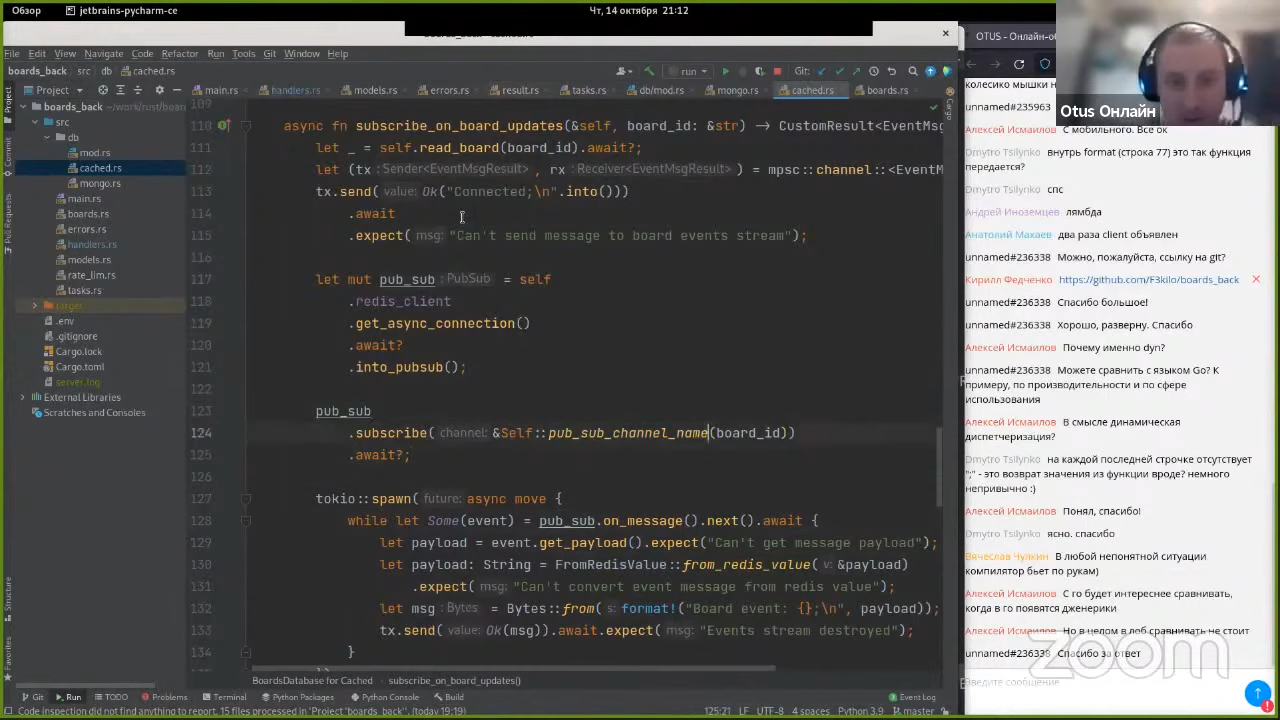 Обзор
jetbrains-pycharm-ce
Чт, 14 октября 21:12
File Edit View Navigate Code Refactor Run Tools Git Window Help
boards_back src db cached.rs
run
Git:
Project
main.rs handlers.rs models.rs errors.rs result.rs tasks.rs db/mod.rs mongo.rs cached.rs boards.rs
boards_back ~/work/rust/board
src
db
mod.rs
cached.rs
mongo.rs
main.rs
boards.rs
errors.rs
handlers.rs
models.rs
rate_lim.rs
tasks.rs
target
.env
.gitignore
Cargo.lock
Cargo.toml
server.log
External Libraries
Scratches and Consoles
Project
Commit
Pull Requests
Structure
Favorites
Cargo
109
110 async fn subscribe_on_board_updates(&self, board_id: &str) -> CustomResult<EventMsg
111 let _ = self.read_board(board_id).await?;
112 let (tx: Sender<EventMsgResult> , rx: Receiver<EventMsgResult> ) = mpsc::channel::<EventM
113 tx.send( value: Ok("Connected;\n".into()))
114 .await
115 .expect( msg: "Can't send message to board events stream");
116
117 let mut pub_sub: PubSub = self
118 .redis_client
119 .get_async_connection()
120 .await?
121 .into_pubsub();
122
123 pub_sub
124 .subscribe( channel: &Self::pub_sub_channel_name(board_id))
125 .await?;
126
127 tokio::spawn( future: async move {
128 while let Some(event) = pub_sub.on_message().next().await {
129 let payload = event.get_payload().expect("Can't get message payload");
130 let payload: String = FromRedisValue::from_redis_value( v: &payload)
131 .expect( msg: "Can't convert event message from redis value");
132 let msg: Bytes = Bytes::from( s: format!("Board event: {};\n", payload));
133 tx.send( value: Ok(msg)).await.expect( msg: "Events stream destroyed");
134 }
BoardsDatabase for Cached subscribe_on_board_updates()
Git Run TODO Problems Terminal Python Packages Python Console Build Event Log
Code inspection did not find anything to report. 15 files processed in 'Project 'boards_back'. (today 19:19)
125:21 LF UTF-8 4 spaces Python 3.9 master
OTUS - Онлайн-об
Otus Онлайн
колесико мышки н
unnamed#235963
Алексей Исмаилов С мобильного. Все ок
Dmytro Tsilynko внутрь format (строка 77) это так функция
передается?
Dmytro Tsilynko спс
Андрей Иноземцев лямбда
Анатолий Махаев два раза client объявлен
unnamed#236338 Можно, пожалуйста, ссылку на git?
Кирилл Федченко https://github.com/F3kilo/boards_back
unnamed#236338 Спасибо большое!
unnamed#236338 Хорошо, разверну. Спасибо
Алексей Исмаилов Почему именно dyn?
unnamed#236338 Можете сравнить с языком Go? К
примеру, по производительности и по сфере
использования
Алексей Исмаилов В смысле динамическая
диспетчеризация?
Dmytro Tsilynko на каждой последней строчке отсутствует
";" - это возврат значения из функции вроде? немного
непривычно :)
Алексей Исмаилов Понял, спасибо!
Dmytro Tsilynko ясно. спасибо
Вячеслав Чулкин В любой непонятной ситуации
компилятор бьет по рукам)
Алексей Исмаилов С го будет интереснее сравнивать,
когда в го появятся дженерики
Алексей Исмаилов Но в целом в лоб сравнивать не стоит
unnamed#236338 Спасибо за ответ
Введите сообщение
zoom